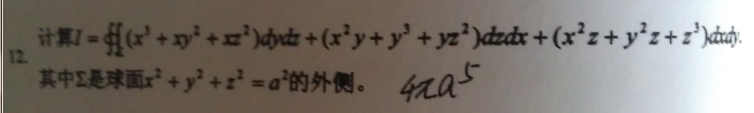 12. 计算I = ∯_Σ (x³ + xy² + xz²)dydz + (x²y + y³ + yz²)dzdx + (x²z + y²z + z³)dxdy.
其中Σ是球面x² + y² + z² = a²的外侧。 4πa⁵